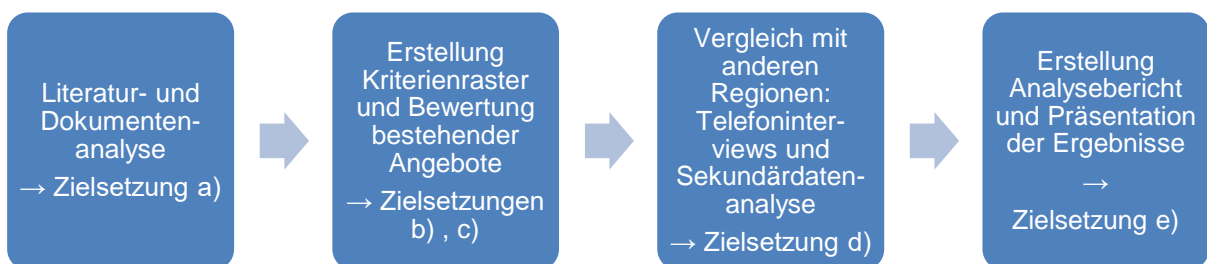 Literatur- und
Dokumenten-
analyse
→ Zielsetzung a)
Erstellung
Kriterienraster
und Bewertung
bestehender
Angebote
→ Zielsetzungen
b) , c)
Vergleich mit
anderen
Regionen:
Telefoninter-
views und
Sekundärdaten-
analyse
→ Zielsetzung d)
Erstellung
Analysebericht
und Präsentation
der Ergebnisse
→
Zielsetzung e)